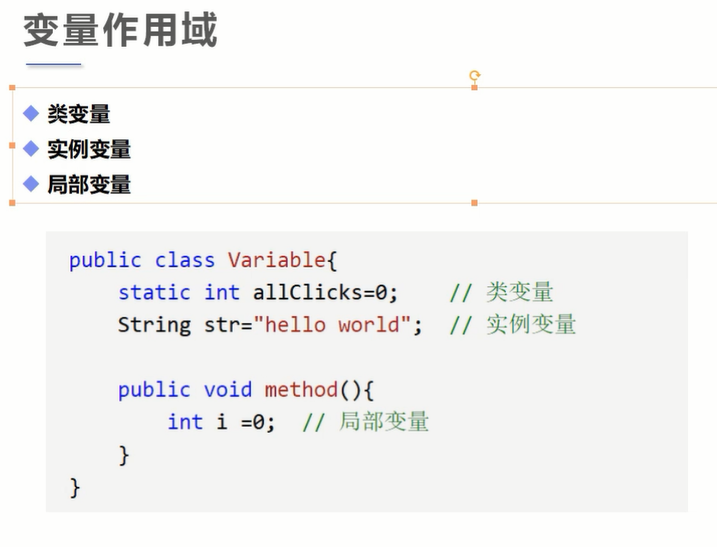 变量作用域
类变量
实例变量
局部变量
public class Variable{
    static int allClicks=0;    // 类变量
    String str="hello world";  // 实例变量
    public void method(){
        int i =0;  // 局部变量
    }
}